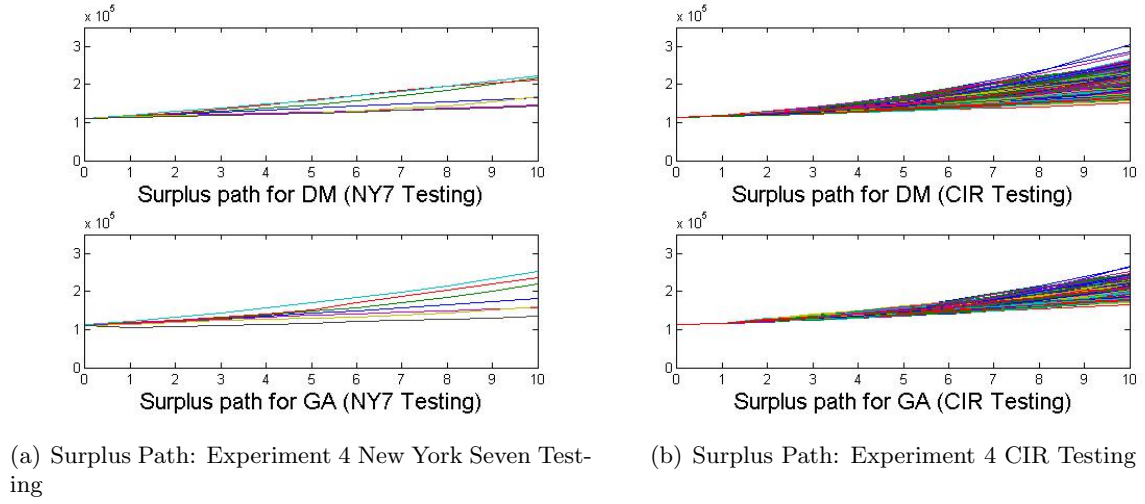 x 10^5
3
2
1
0
0 1 2 3 4 5 6 7 8 9 10
Surplus path for DM (NY7 Testing)
x 10^5
3
2
1
0
0 1 2 3 4 5 6 7 8 9 10
Surplus path for GA (NY7 Testing)
(a) Surplus Path: Experiment 4 New York Seven Test-
ing
x 10^5
3
2
1
0
0 1 2 3 4 5 6 7 8 9 10
Surplus path for DM (CIR Testing)
x 10^5
3
2
1
0
0 1 2 3 4 5 6 7 8 9 10
Surplus path for GA (CIR Testing)
(b) Surplus Path: Experiment 4 CIR Testing